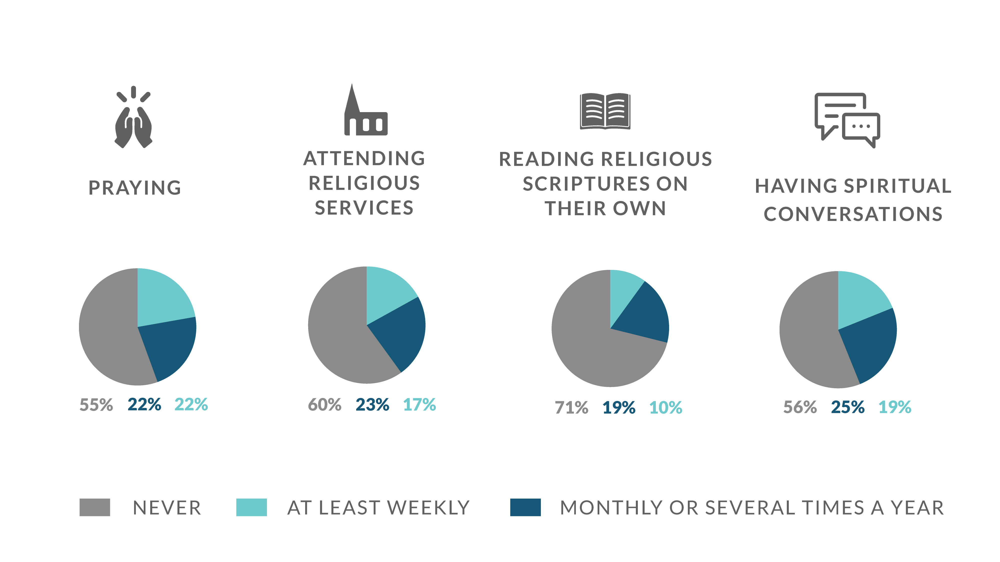 PRAYING
ATTENDING
RELIGIOUS
SERVICES
READING RELIGIOUS
SCRIPTURES ON
THEIR OWN
HAVING SPIRITUAL
CONVERSATIONS
55% 22% 22%
60% 23% 17%
71% 19% 10%
56% 25% 19%
NEVER
AT LEAST WEEKLY
MONTHLY OR SEVERAL TIMES A YEAR